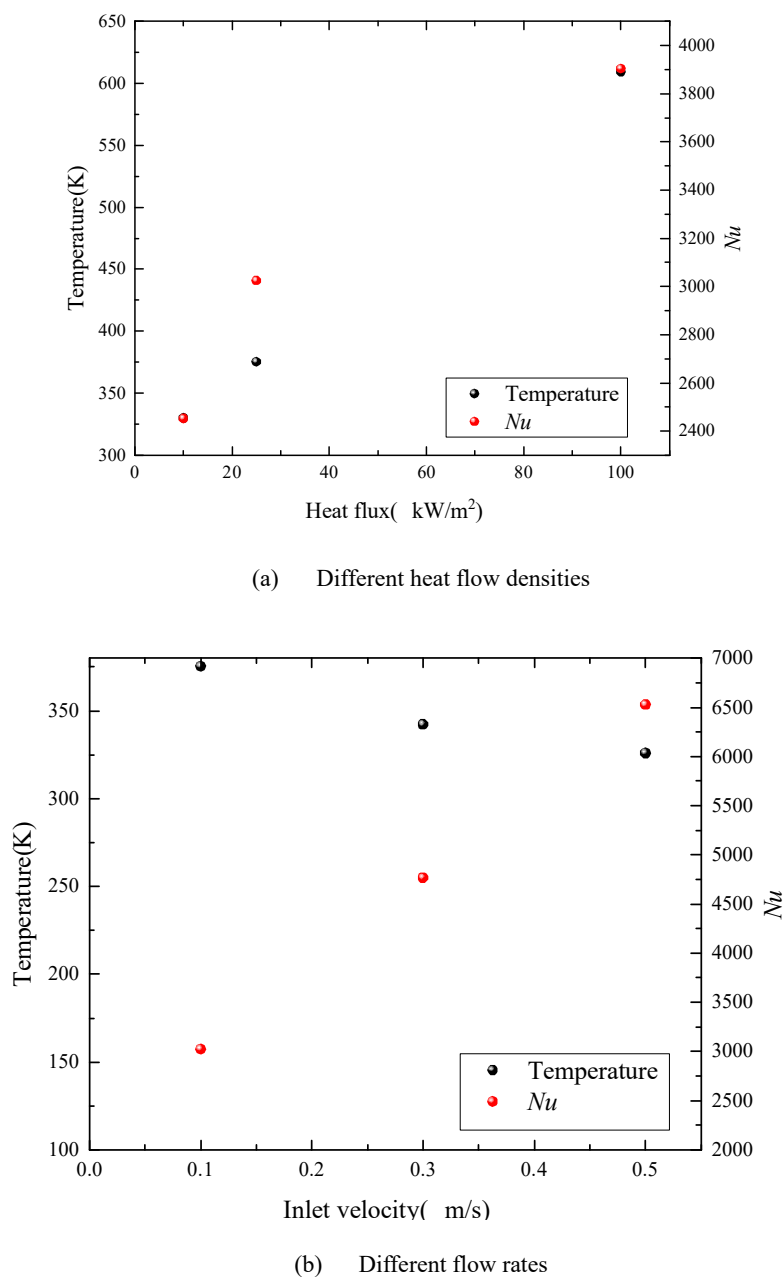 650
600
550
500
450
400
350
300
Temperature(K)
4000
3800
3600
3400
3200
3000
2800
2600
2400
Nu
Temperature
Nu
0 20 40 60 80 100
Heat flux( kW/m²)
(a) Different heat flow densities
350
300
250
200
150
100
Temperature(K)
7000
6500
6000
5500
5000
4500
4000
3500
3000
2500
2000
Nu
Temperature
Nu
0.0 0.1 0.2 0.3 0.4 0.5
Inlet velocity( m/s)
(b) Different flow rates